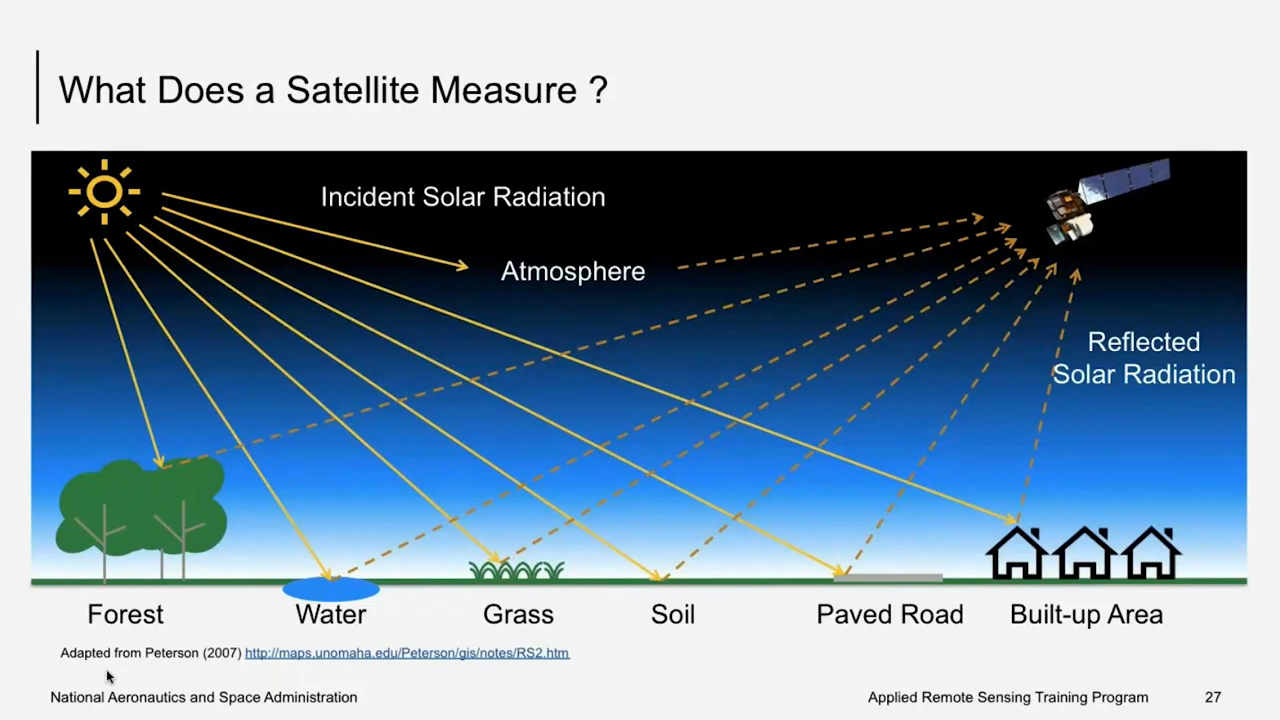 What Does a Satellite Measure ?
Incident Solar Radiation
Atmosphere
Reflected
Solar Radiation
Forest
Water
Grass
Soil
Paved Road
Built-up Area
Adapted from Peterson (2007) http://maps.unomaha.edu/Peterson/gis/notes/RS2.htm
National Aeronautics and Space Administration
Applied Remote Sensing Training Program
27